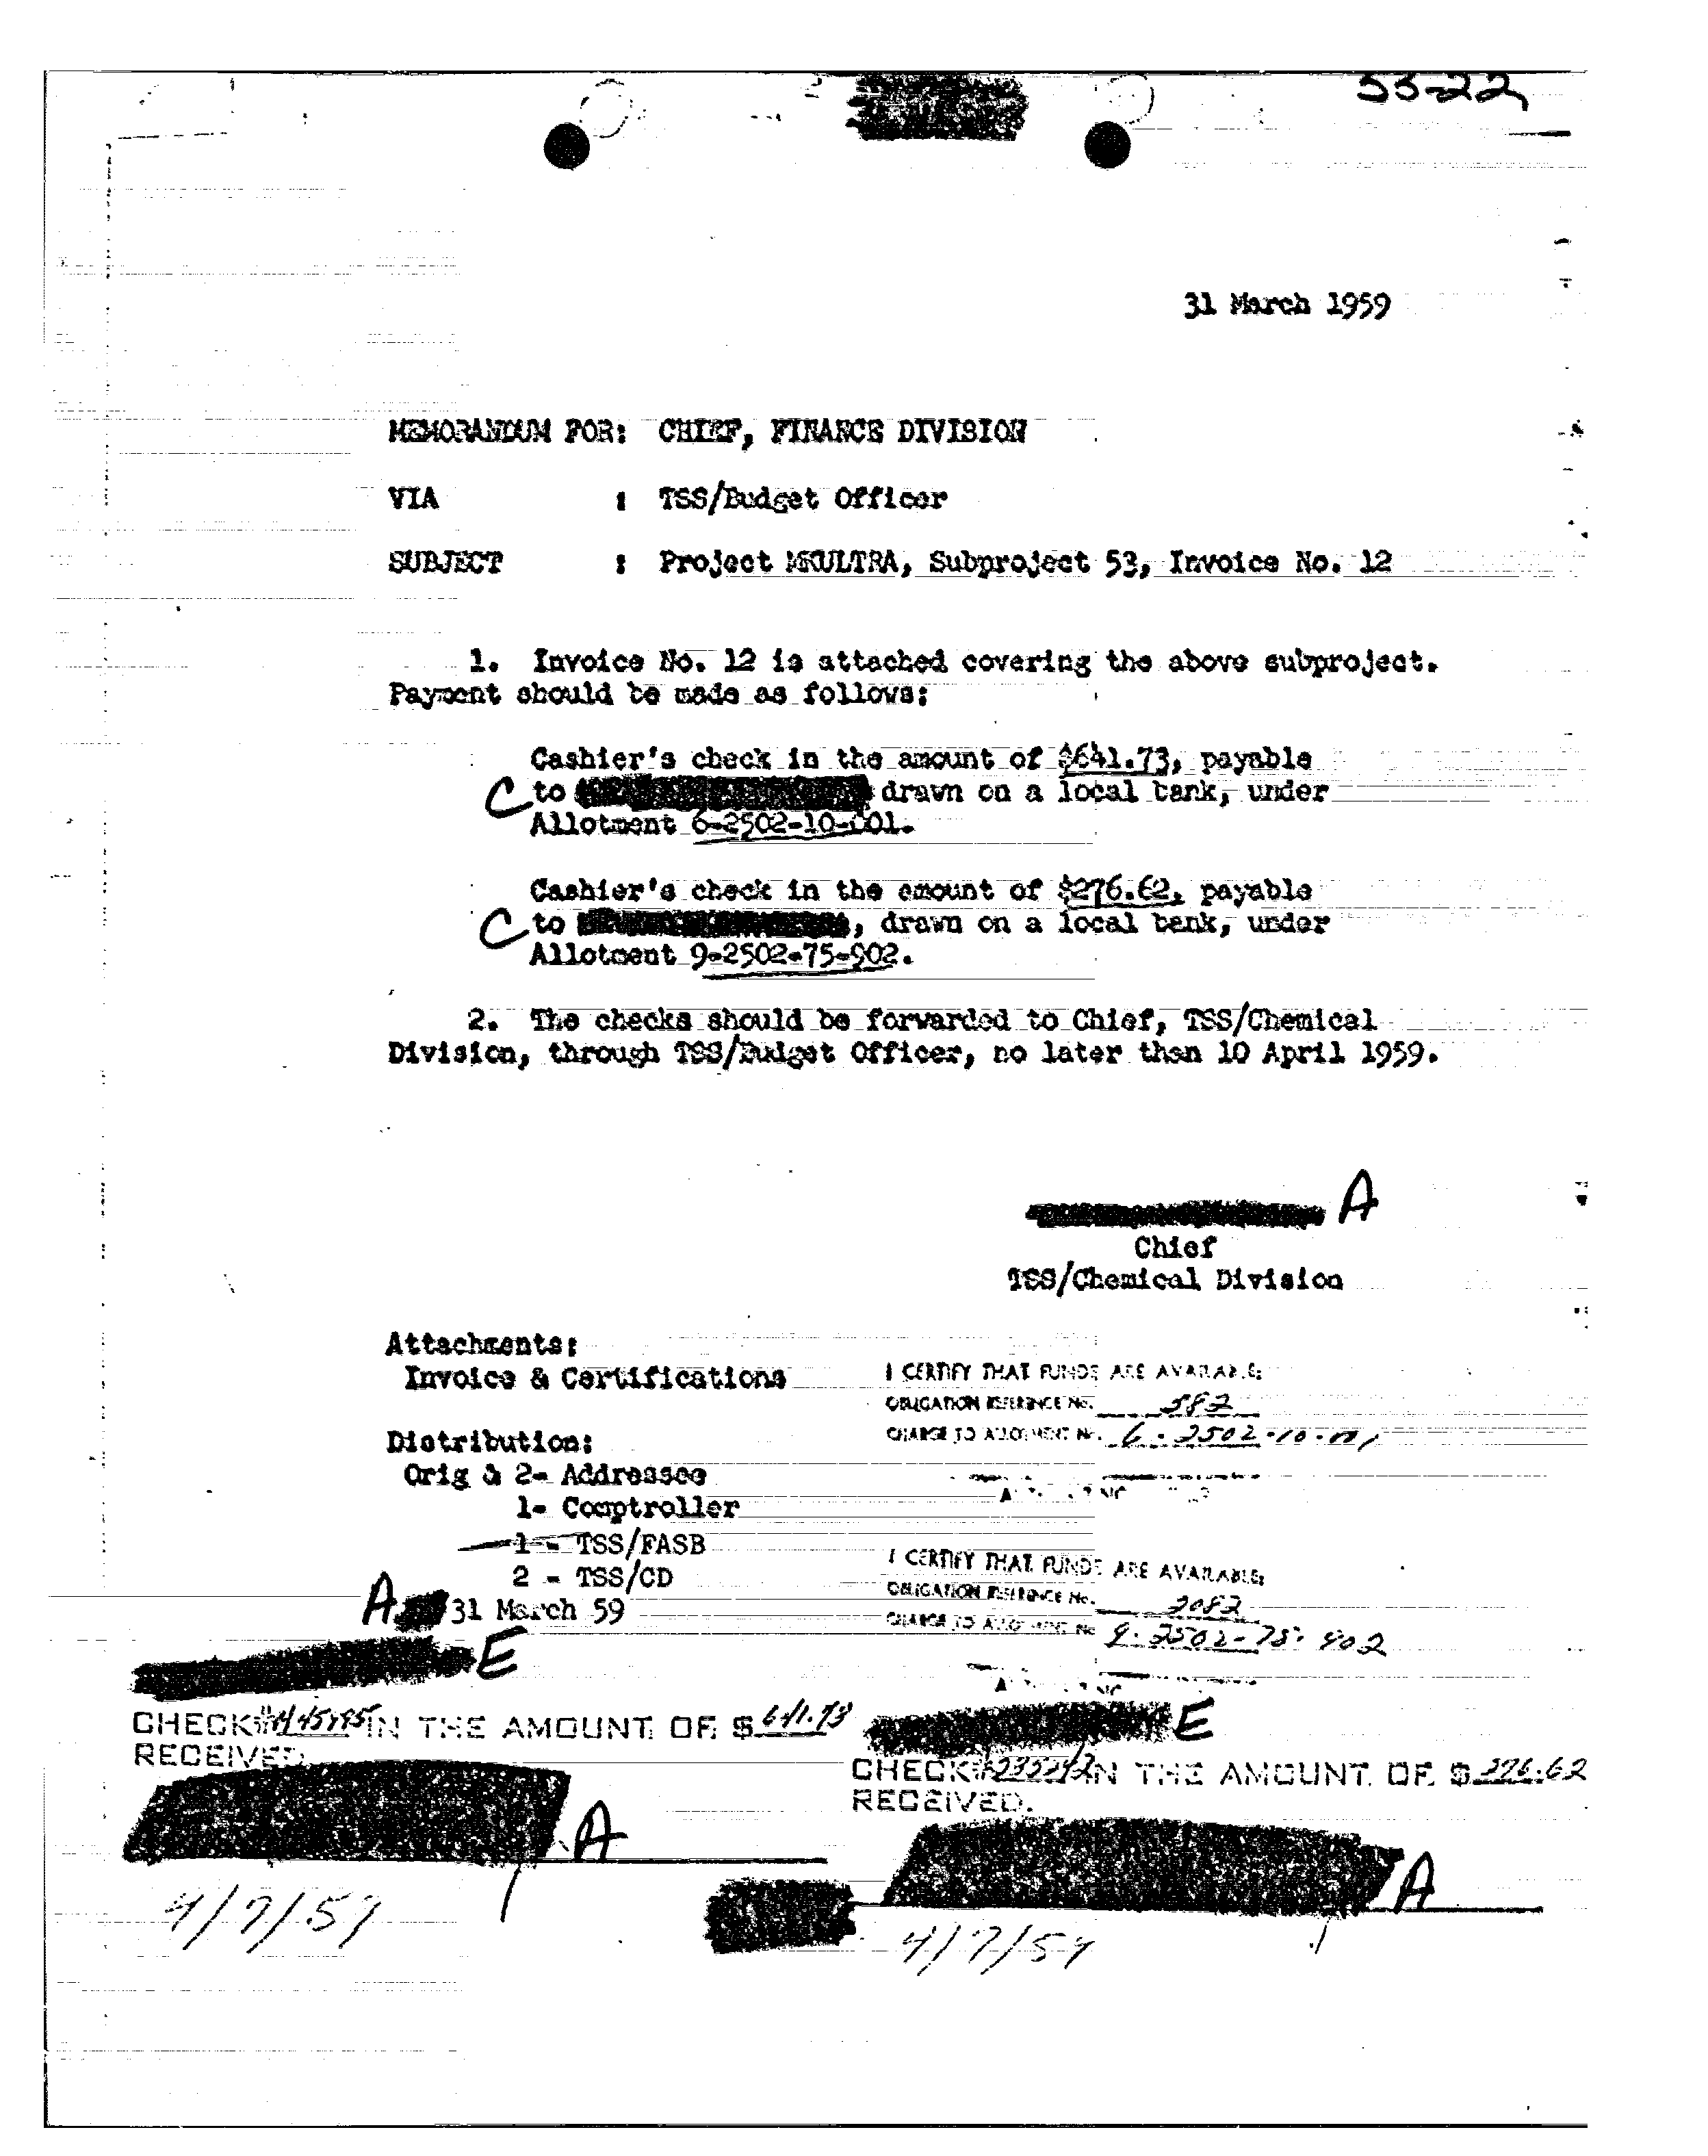 53-22
31 March 1959
MEMORANDUM FOR: CHIEF, FINANCE DIVISION
VIA : TSS/Budget Officer
SUBJECT : Project MKULTRA, Subproject 53, Invoice No. 12
1. Invoice No. 12 is attached covering the above subproject.
Payment should be made as follows:
Cashier's check in the amount of $641.73, payable
C to drawn on a local bank, under
Allotment 6-2502-10-001.
Cashier's check in the amount of $276.62, payable
C to , drawn on a local bank, under
Allotment 9-2502-75-902.
2. The checks should be forwarded to Chief, TSS/Chemical
Division, through TSS/Budget Officer, no later than 10 April 1959.
A
Chief
TSS/Chemical Division
Attachments:
Invoice & Certifications
I CERTIFY THAT FUNDS ARE AVAILABLE:
OBLIGATION REFERENCE No. 582
CHARGE TO ALLOTMENT No. 6-2502-10-001
Distribution:
Orig & 2- Addressee
1- Comptroller
1 - TSS/FASB
2 - TSS/CD
A 31 March 59
I CERTIFY THAT FUNDS ARE AVAILABLE:
OBLIGATION REFERENCE No. 2082
CHARGE TO ALLOTMENT No. 9-2502-75-902
E
CHECK IN THE AMOUNT OF $ 641.73
RECEIVED.
A
4/7/59
E
CHECK IN THE AMOUNT OF $ 276.62
RECEIVED.
A
4/7/59